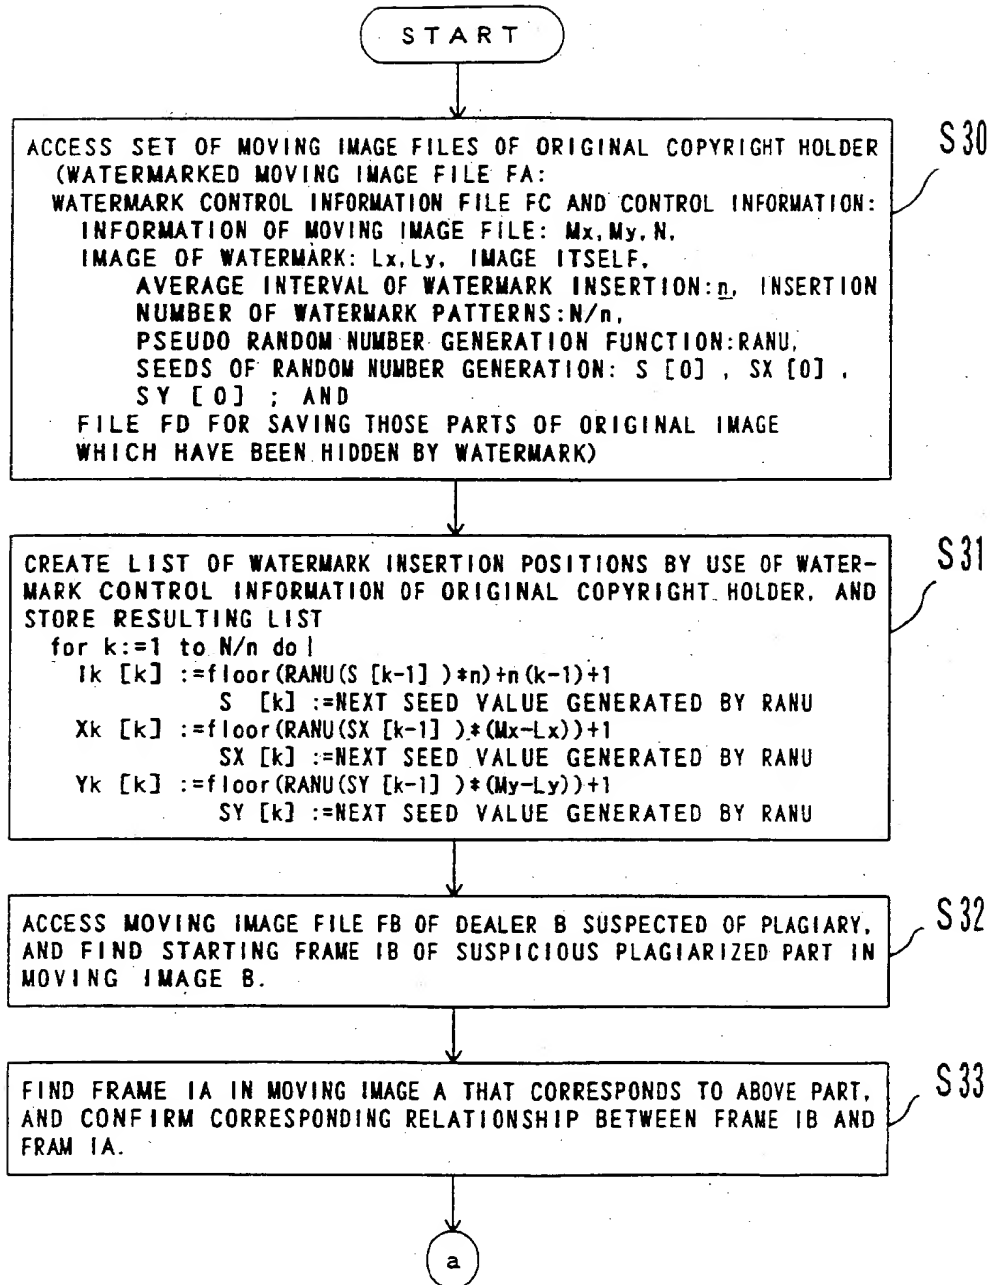 START
ACCESS SET OF MOVING IMAGE FILES OF ORIGINAL COPYRIGHT HOLDER
(WATERMARKED MOVING IMAGE FILE FA:
WATERMARK CONTROL INFORMATION FILE FC AND CONTROL INFORMATION:
INFORMATION OF MOVING IMAGE FILE: Mx,My,N,
IMAGE OF WATERMARK: Lx,Ly, IMAGE ITSELF,
AVERAGE INTERVAL OF WATERMARK INSERTION:n, INSERTION
NUMBER OF WATERMARK PATTERNS:N/n,
PSEUDO RANDOM NUMBER GENERATION FUNCTION:RANU,
SEEDS OF RANDOM NUMBER GENERATION: S [0] , SX [0] ,
SY [0] ; AND
FILE FD FOR SAVING THOSE PARTS OF ORIGINAL IMAGE
WHICH HAVE BEEN HIDDEN BY WATERMARK)
S30
CREATE LIST OF WATERMARK INSERTION POSITIONS BY USE OF WATER-
MARK CONTROL INFORMATION OF ORIGINAL COPYRIGHT HOLDER, AND
STORE RESULTING LIST
for k:=1 to N/n do |
Ik [k] :=floor(RANU(S [k-1] )*n)+n(k-1)+1
S [k] :=NEXT SEED VALUE GENERATED BY RANU
Xk [k] :=floor(RANU(SX [k-1] )*(Mx-Lx))+1
SX [k] :=NEXT SEED VALUE GENERATED BY RANU
Yk [k] :=floor(RANU(SY [k-1] )*(My-Ly))+1
SY [k] :=NEXT SEED VALUE GENERATED BY RANU
S31
ACCESS MOVING IMAGE FILE FB OF DEALER B SUSPECTED OF PLAGIARY,
AND FIND STARTING FRAME IB OF SUSPICIOUS PLAGIARIZED PART IN
MOVING IMAGE B.
S32
FIND FRAME IA IN MOVING IMAGE A THAT CORRESPONDS TO ABOVE PART,
AND CONFIRM CORRESPONDING RELATIONSHIP BETWEEN FRAME IB AND
FRAM IA.
S33
a